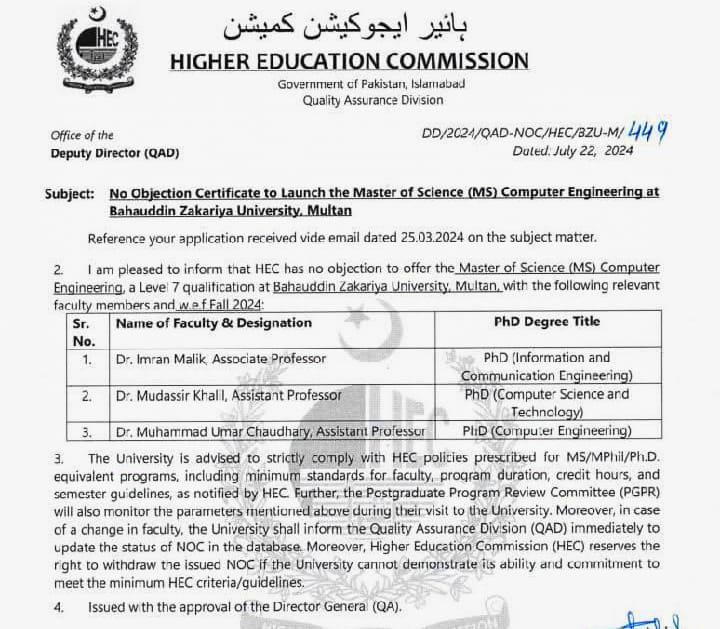 ہائیر ایجوکیشن کمیشن
HEC
HIGHER EDUCATION COMMISSION
Government of Pakistan, Islamabad
Quality Assurance Division
Office of the
DD/2024/QAD-NOC/HEC/BZU-M/ 449
Deputy Director (QAD)
Dated: July 22, 2024
Subject: No Objection Certificate to Launch the Master of Science (MS) Computer Engineering at
Bahauddin Zakariya University, Multan
Reference your application received vide email dated 25.03.2024 on the subject matter.
2. I am pleased to inform that HEC has no objection to offer the Master of Science (MS) Computer
Engineering, a Level 7 qualification at Bahauddin Zakariya University, Multan, with the following relevant
faculty members and w.e.f Fall 2024:
Sr. No. Name of Faculty & Designation PhD Degree Title
1. Dr. Imran Malik, Associate Professor PhD (Information and
Communication Engineering)
2. Dr. Mudassir Khalil, Assistant Professor PhD (Computer Science and
Technology)
3. Dr. Muhammad Umar Chaudhary, Assistant Professor PhD (Computer Engineering)
HEC
3. The University is advised to strictly comply with HEC policies prescribed for MS/MPhil/Ph.D.
equivalent programs, including minimum standards for faculty, program duration, credit hours, and
semester guidelines, as notified by HEC. Further, the Postgraduate Program Review Committee (PGPR)
will also monitor the parameters mentioned above during their visit to the University. Moreover, in case
of a change in faculty, the University shall inform the Quality Assurance Division (QAD) immediately to
update the status of NOC in the database. Moreover, Higher Education Commission (HEC) reserves the
right to withdraw the issued NOC if the University cannot demonstrate its ability and commitment to
meet the minimum HEC criteria/guidelines.
4. Issued with the approval of the Director General (QA).